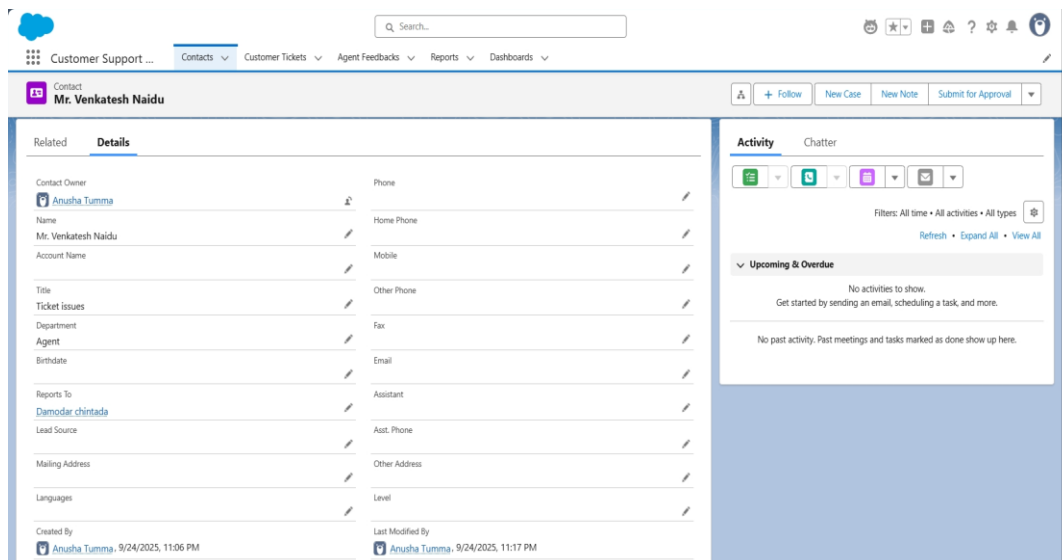 Search...
Customer Support ...
Contacts
Customer Tickets
Agent Feedbacks
Reports
Dashboards
Contact
Mr. Venkatesh Naidu
+ Follow
New Case
New Note
Submit for Approval
Related
Details
Contact Owner
Anusha Tumma
Phone
Name
Mr. Venkatesh Naidu
Home Phone
Account Name
Mobile
Title
Ticket issues
Other Phone
Department
Agent
Fax
Birthdate
Email
Reports To
Damodar chintada
Assistant
Lead Source
Asst. Phone
Mailing Address
Other Address
Languages
Level
Created By
Anusha Tumma, 9/24/2025, 11:06 PM
Last Modified By
Anusha Tumma, 9/24/2025, 11:17 PM
Activity
Chatter
Filters: All time • All activities • All types
Refresh • Expand All • View All
Upcoming & Overdue
No activities to show.
Get started by sending an email, scheduling a task, and more.
No past activity. Past meetings and tasks marked as done show up here.